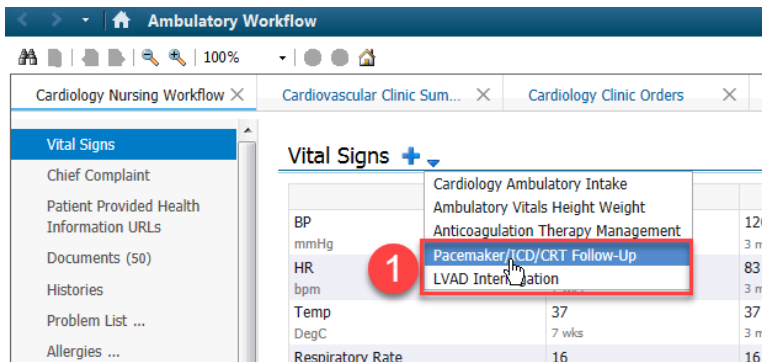 Ambulatory Workflow
100%
Cardiology Nursing Workflow
Cardiovascular Clinic Sum...
Cardiology Clinic Orders
Vital Signs
Chief Complaint
Patient Provided Health
Information URLs
Documents (50)
Histories
Problem List ...
Allergies ...
Vital Signs
Cardiology Ambulatory Intake
Ambulatory Vitals Height Weight
Anticoagulation Therapy Management
Pacemaker/ICD/CRT Follow-Up
LVAD
1
BP
mmHg
3 m
HR 83
bpm 3 m
Temp 37 37
DegC 7 wks 3 m
Respiratory Rate 16 16